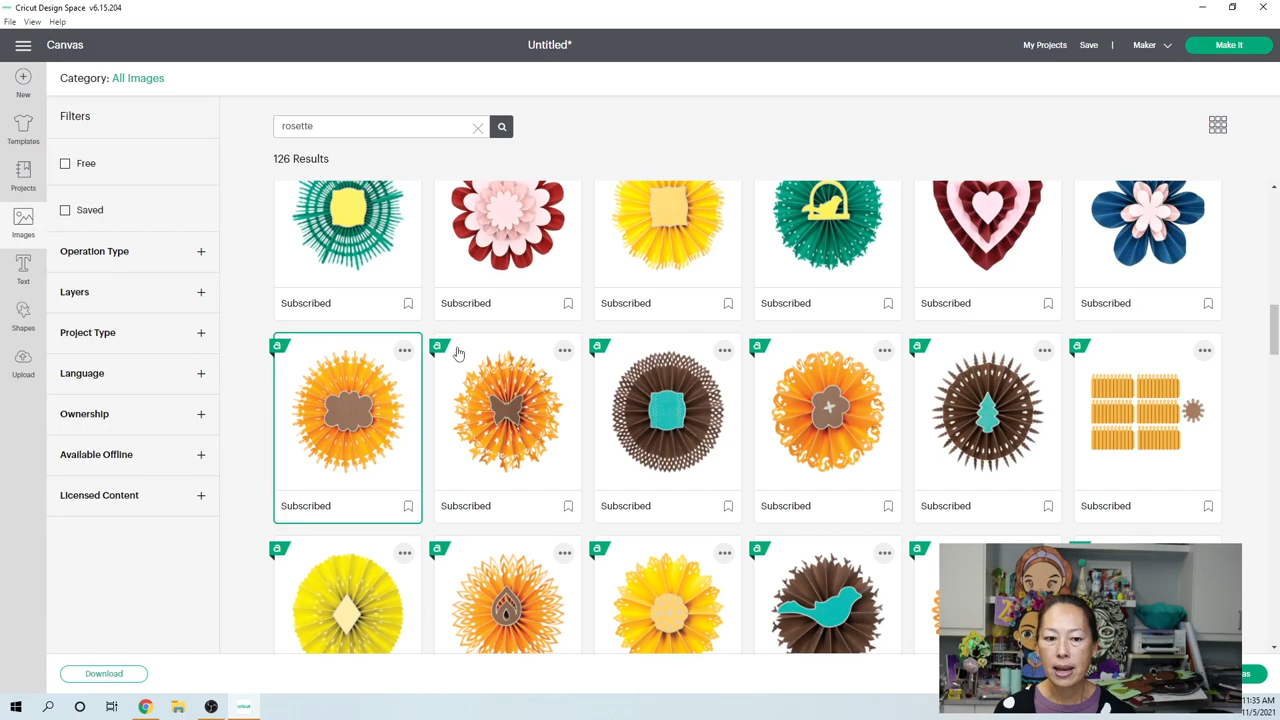 Cricut Design Space v6.15.204
File View Help
Canvas
Untitled*
My Projects Save | Maker Make It
New
Templates
Projects
Images
Text
Shapes
Upload
Category: All Images
Filters
Free
Saved
Operation Type +
Layers +
Project Type +
Language +
Ownership +
Available Offline +
Licensed Content +
rosette
126 Results
Subscribed Subscribed Subscribed Subscribed Subscribed Subscribed
a a a a a a
Subscribed Subscribed Subscribed Subscribed Subscribed Subscribed
a a a a a a
Download
cricut
11:35 AM
11/5/2021